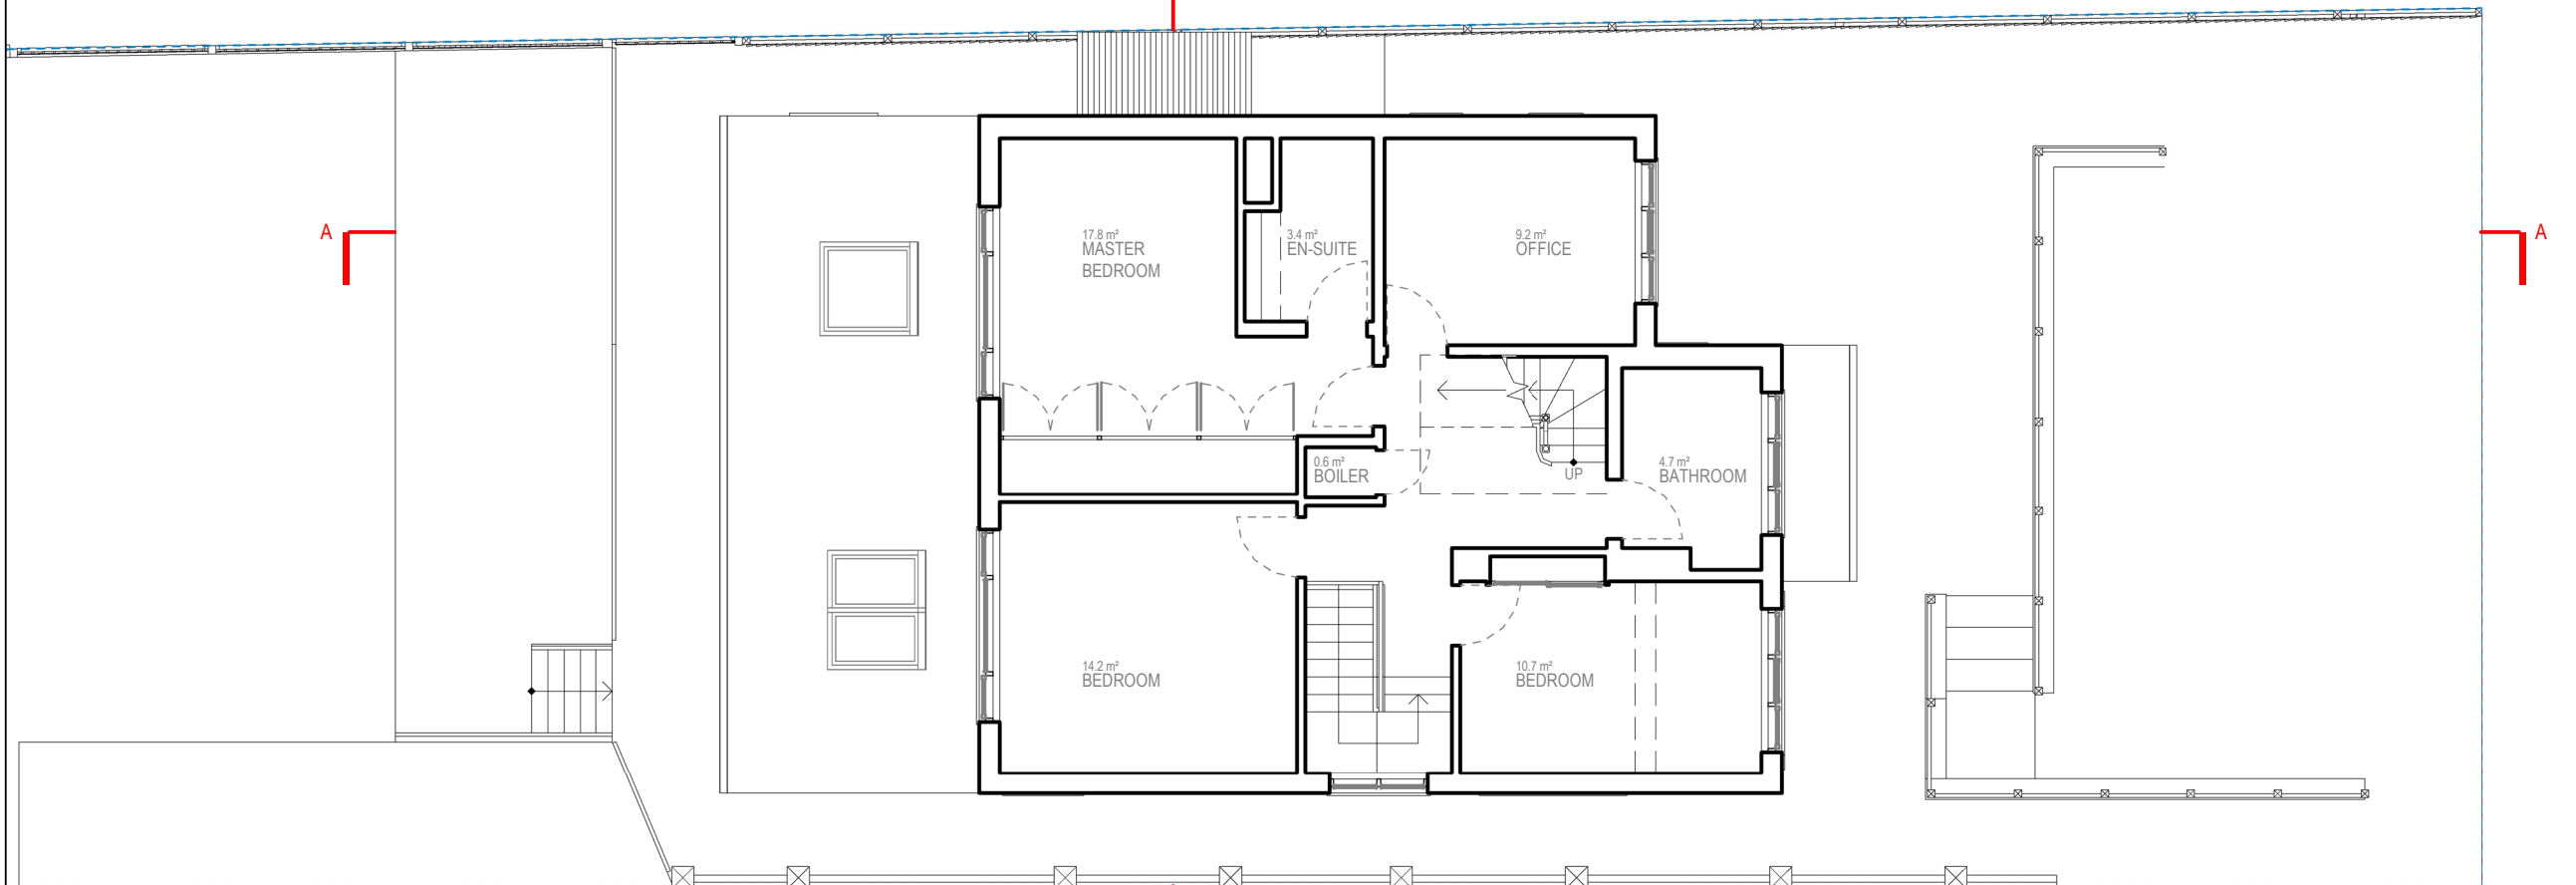 A
17.8 m²
MASTER
BEDROOM
3.4 m²
EN-SUITE
9.2 m²
OFFICE
A
0.6 m²
BOILER
UP
4.7 m²
BATHROOM
14.2 m²
BEDROOM
10.7 m²
BEDROOM